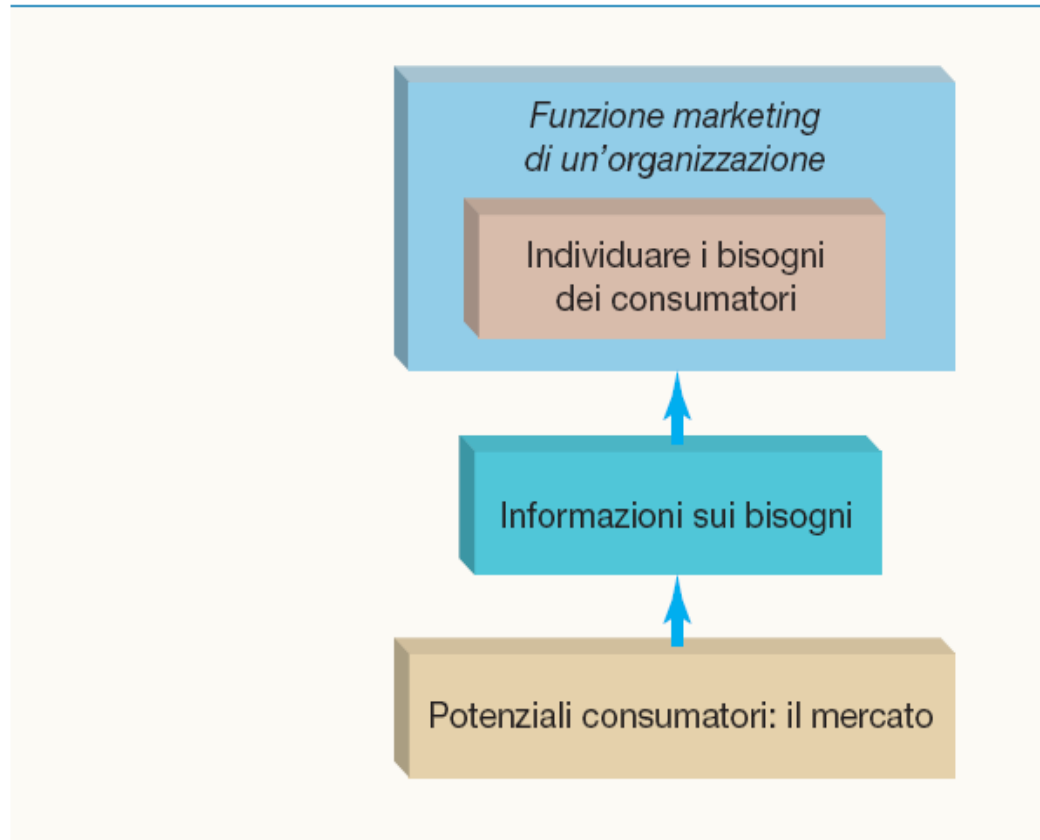 Funzione marketing
di un’organizzazione
Individuare i bisogni
dei consumatori
Informazioni sui bisogni
Potenziali consumatori: il mercato